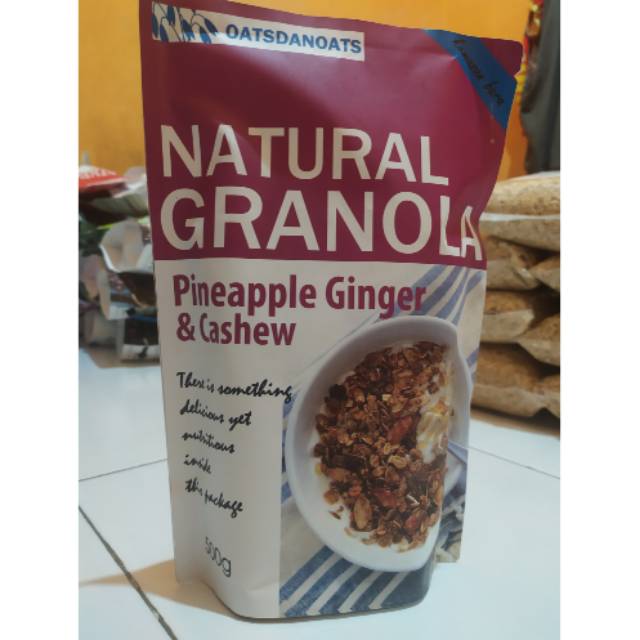 OATSDANOATS
NATURAL
GRANOLA
Pineapple Ginger
& Cashew
There is something
delicious yet
nutritious
inside
this package
500g